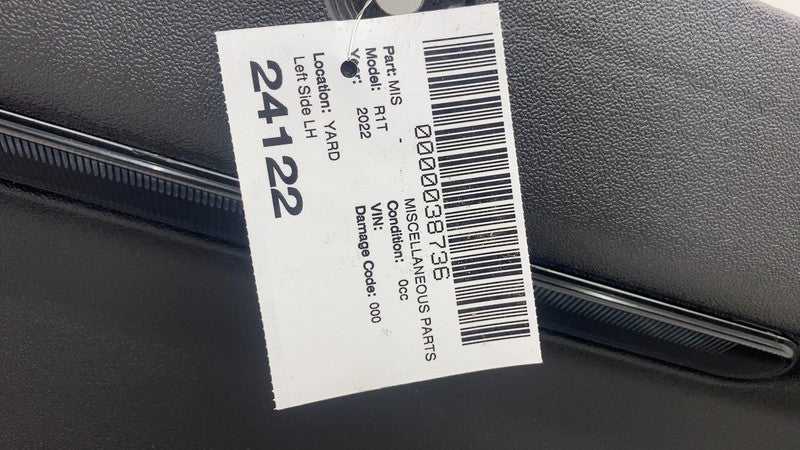 0000038736
Part: MIS - MISCELLANEOUS PARTS
Model: R1T Condition: 0cc
Year: 2022 VIN:
Damage Code: 000
Location: YARD
Left Side LH
24122